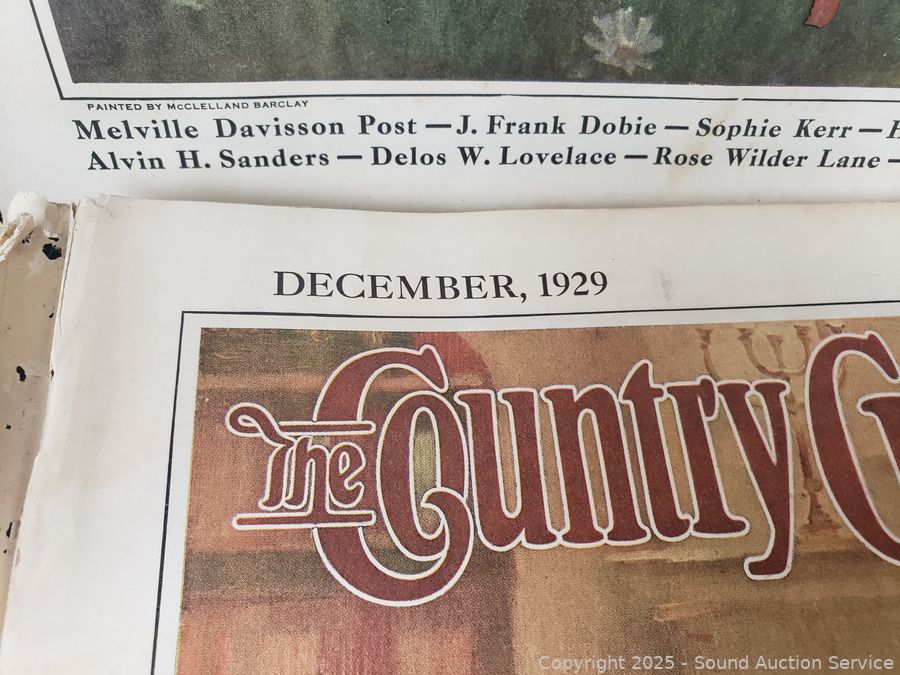 PAINTED BY McCLELLAND BARCLAY
Melville Davisson Post — J. Frank Dobie — Sophie Kerr — H
Alvin H. Sanders — Delos W. Lovelace — Rose Wilder Lane —
DECEMBER, 1929
The Country G
Copyright © 2025 - Sound Auction Service